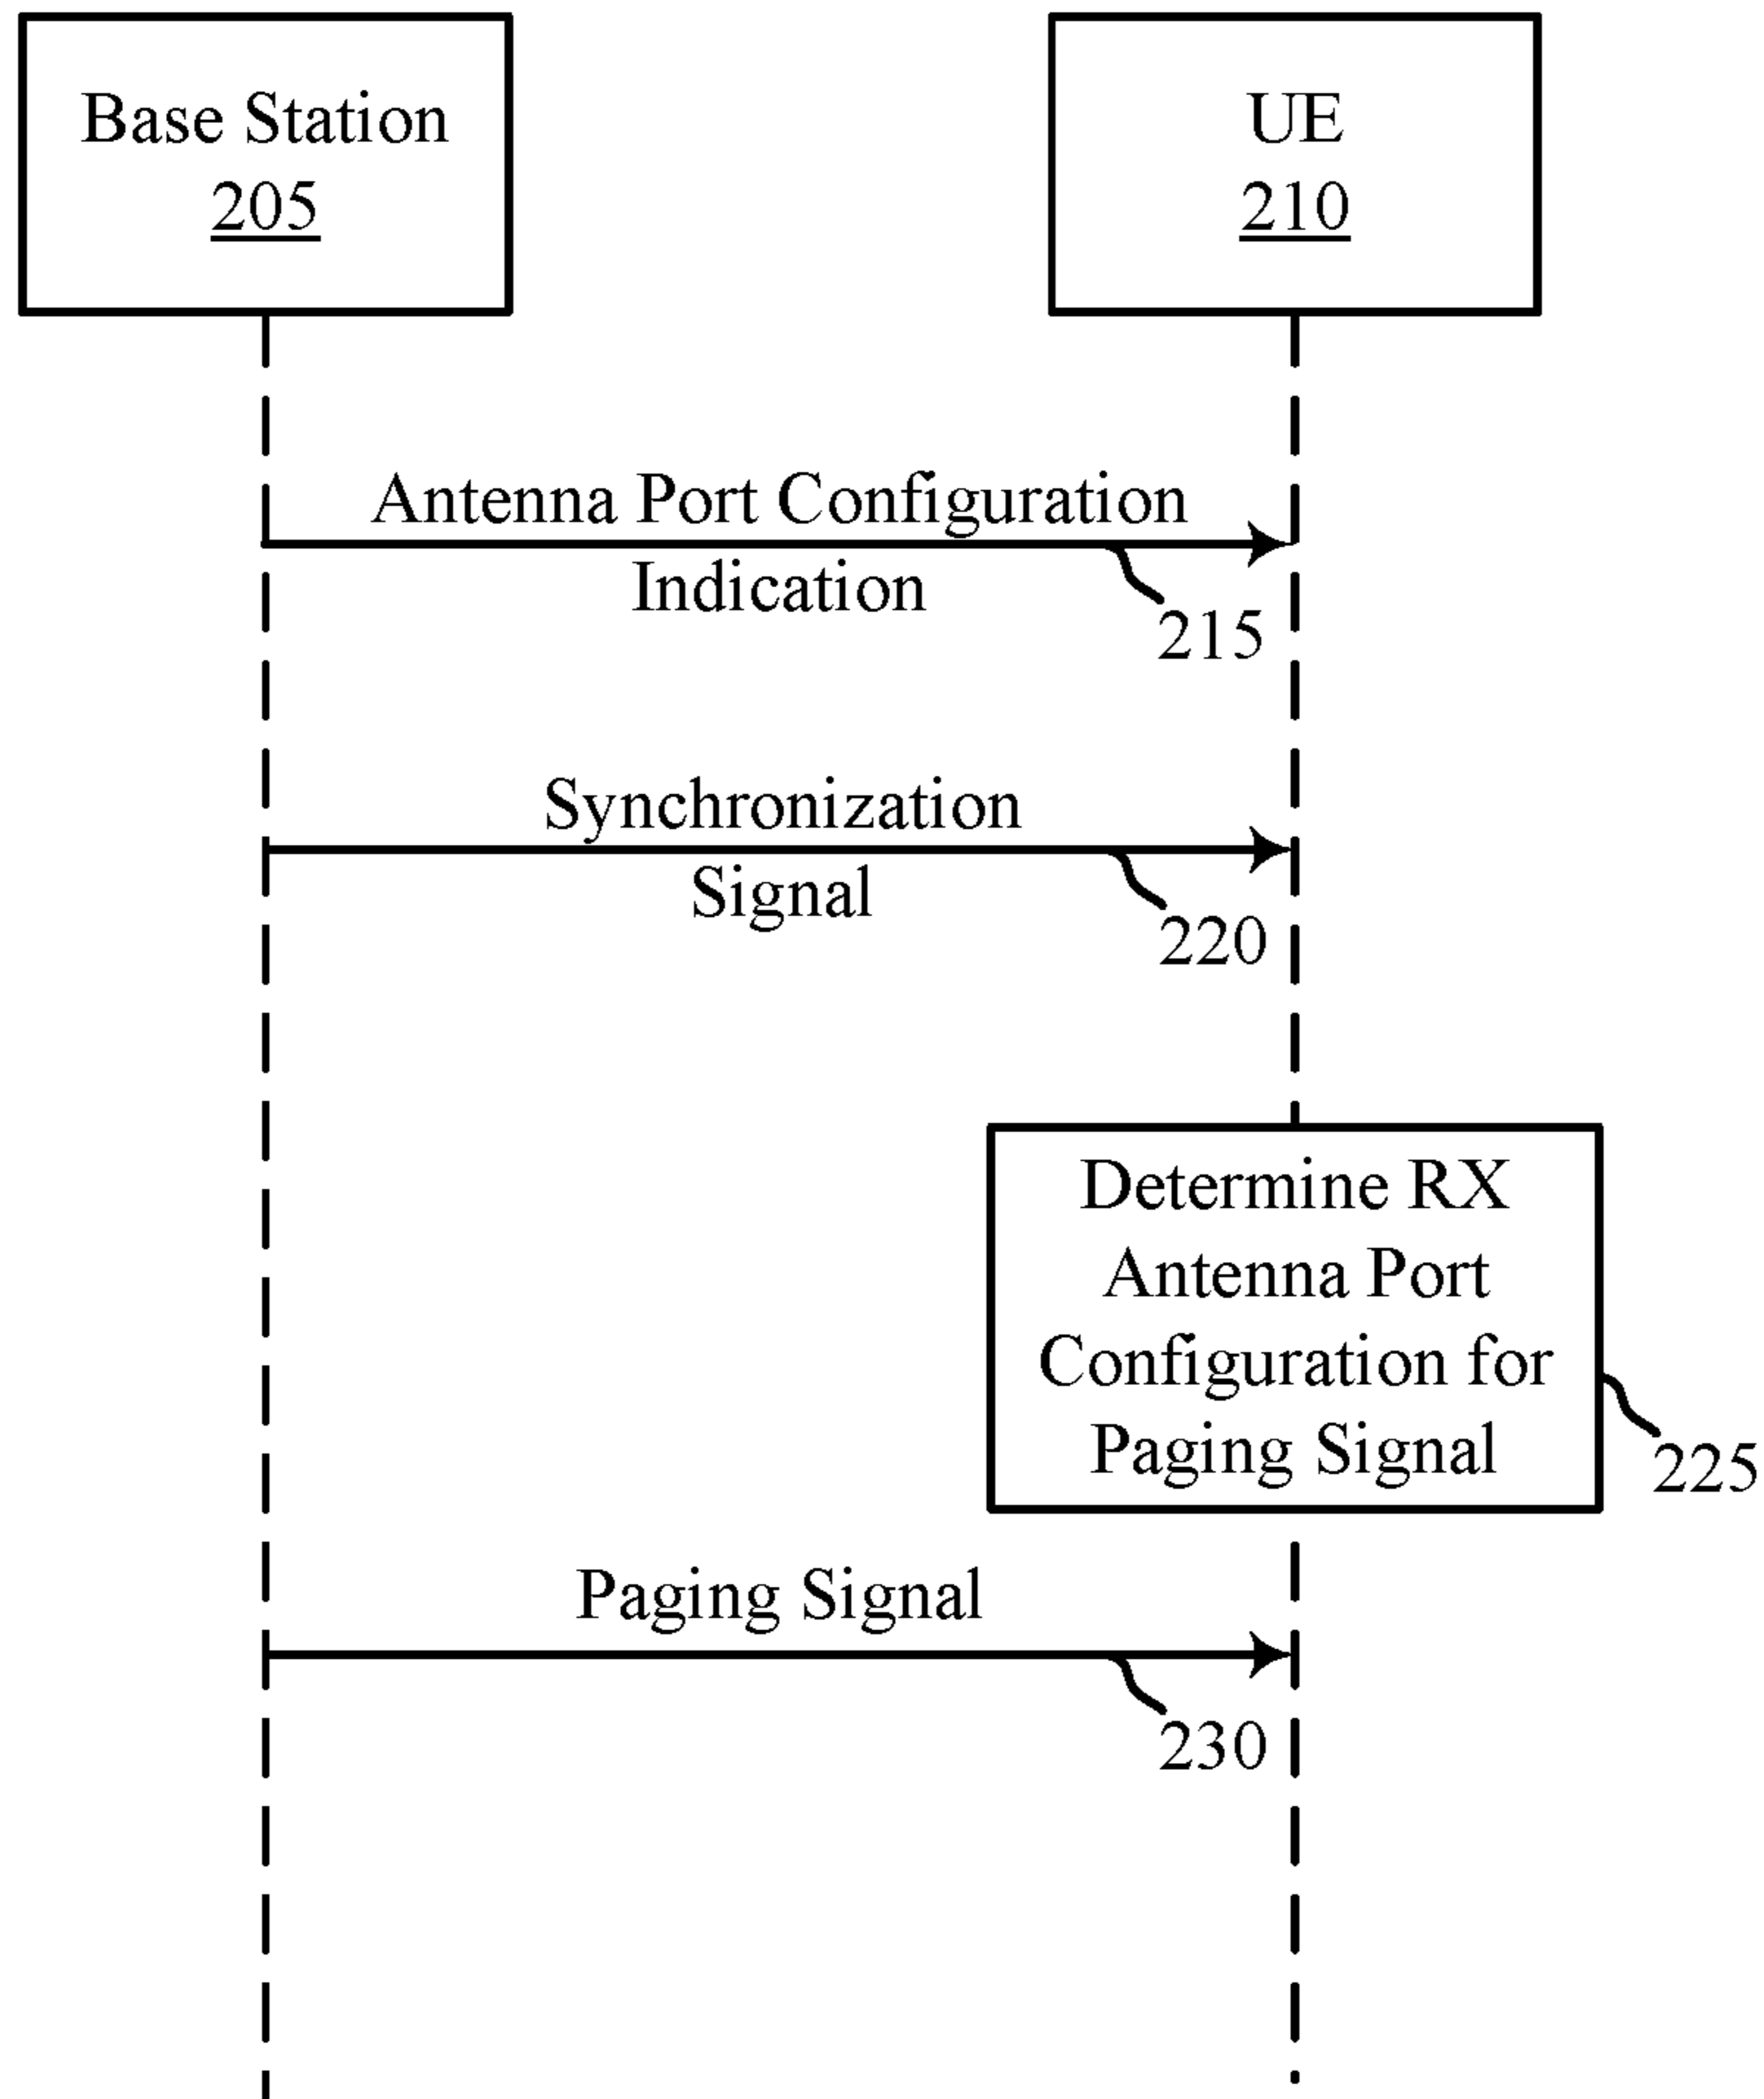 Base Station
205
UE
210
Antenna Port Configuration
Indication
215
Synchronization
Signal
220
Determine RX
Antenna Port
Configuration for
Paging Signal
225
Paging Signal
230